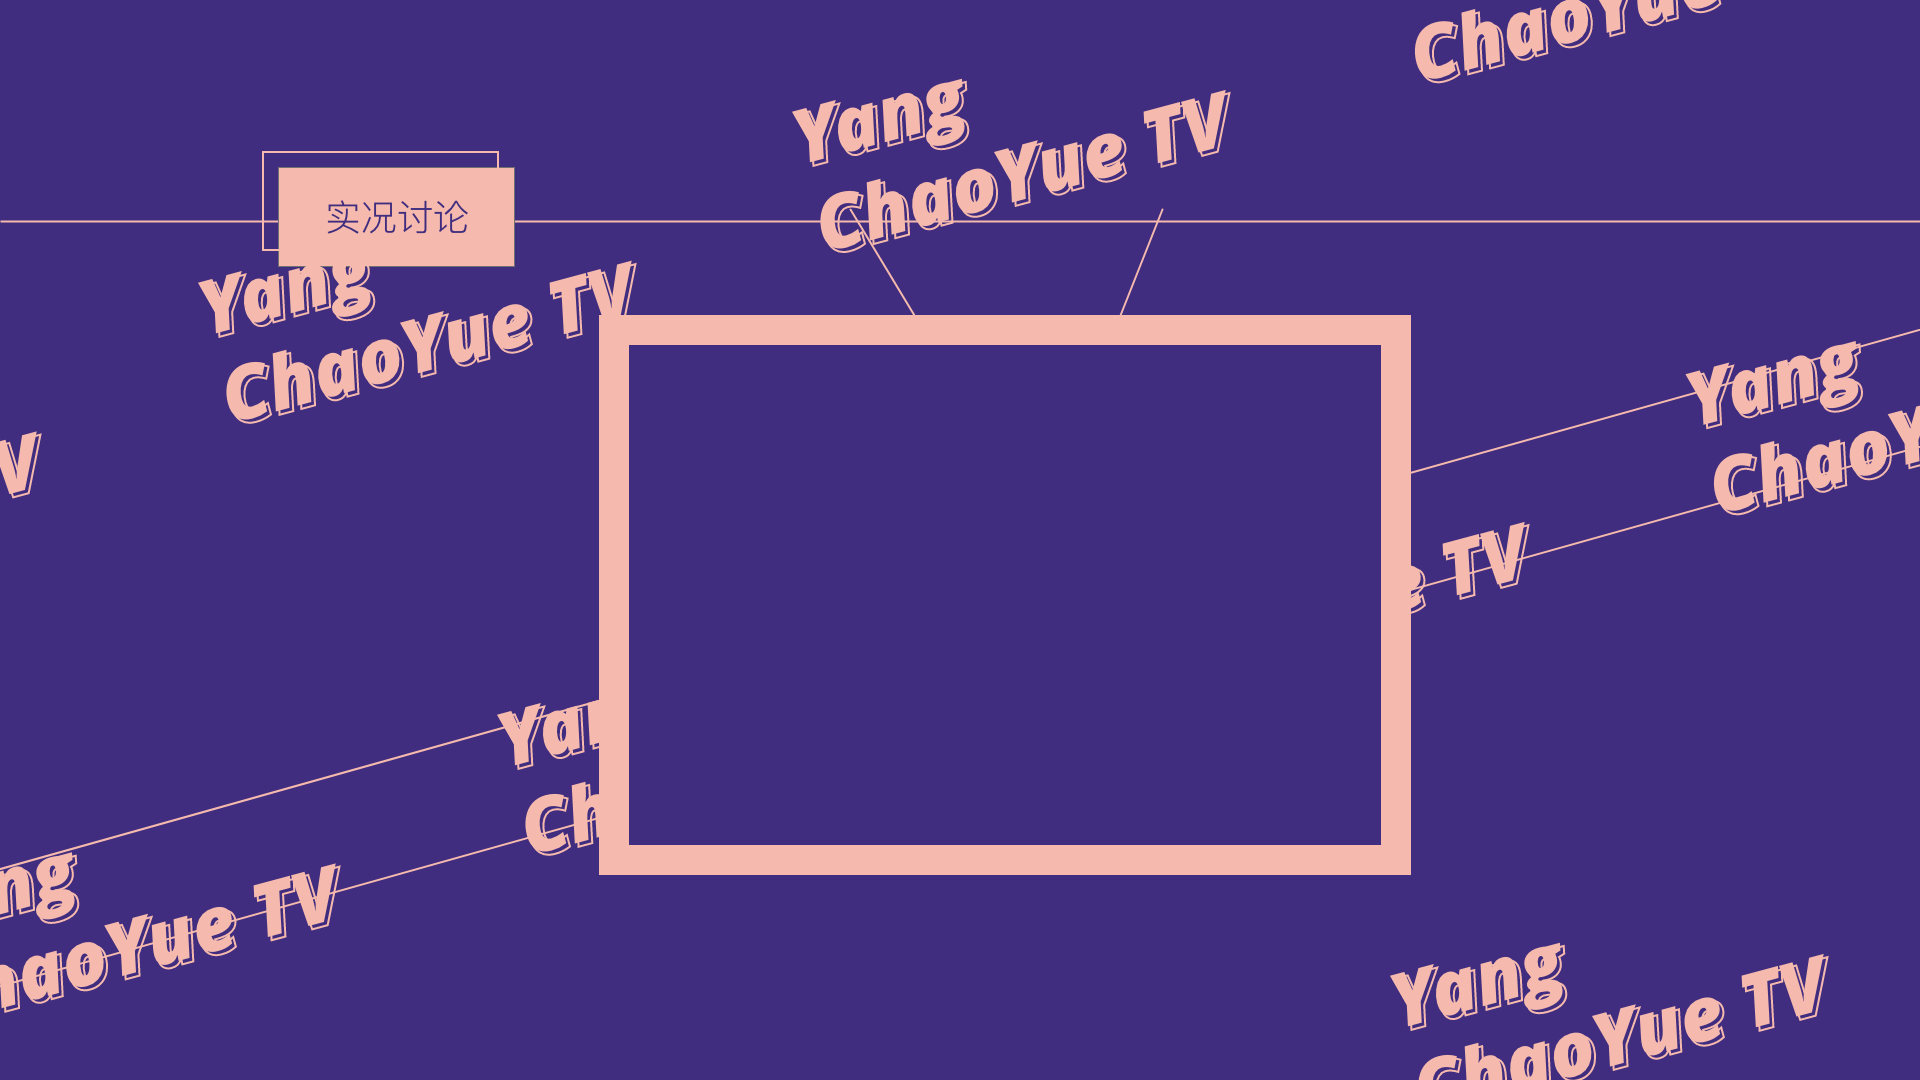 ChaoYue
Yang
ChaoYue TV
实况讨论
Yang
ChaoYue TV
Yang
ChaoY
V
e TV
Yan
Ch
ng
haoYue TV
Yang
ChaoYue TV